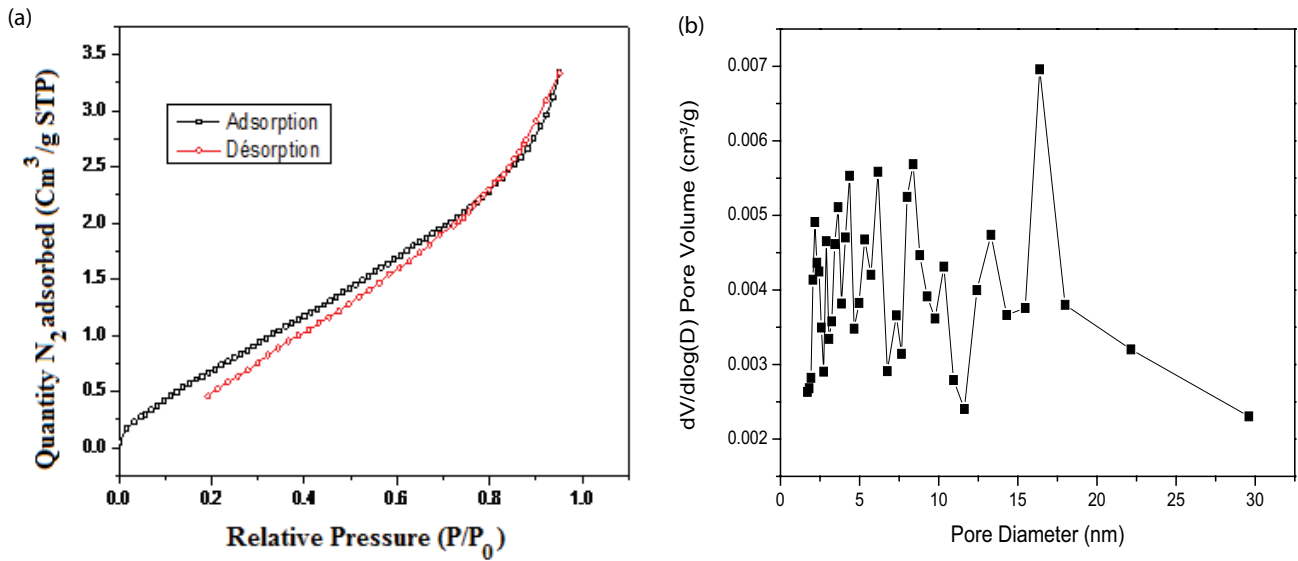 (a)
Quantity N2 adsorbed (Cm3/g STP)
3.5
3.0
2.5
2.0
1.5
1.0
0.5
0.0
Adsorption
Désorption
0.0 0.2 0.4 0.6 0.8 1.0
Relative Pressure (P/P0)
(b)
dV/dlog(D) Pore Volume (cm³/g)
0.007
0.006
0.005
0.004
0.003
0.002
0 5 10 15 20 25 30
Pore Diameter (nm)